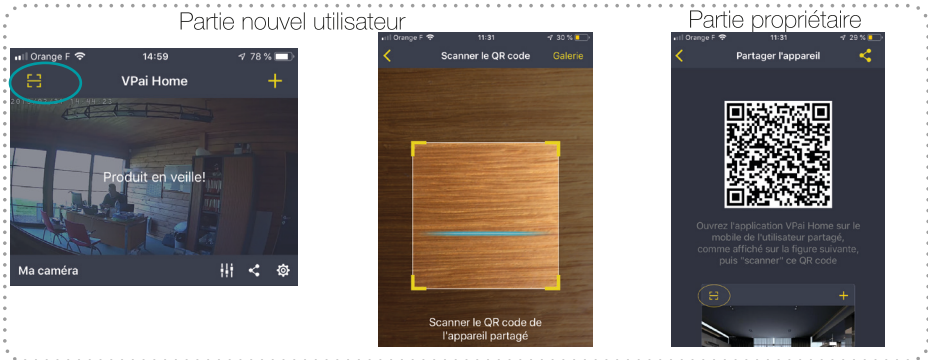 Partie nouvel utilisateur
Partie propriétaire
Orange F 14:59 78 %
VPai Home
Produit en veille!
Ma caméra
Orange F 11:31 30 %
Scanner le QR code Galerie
Scanner le QR code de
l'appareil partagé
Orange F 11:31 29 %
Partager l'appareil
Ouvrez l'application VPai Home sur le
mobile de l'utilisateur partagé,
comme affiché sur la figure suivante,
puis "scanner" ce QR code